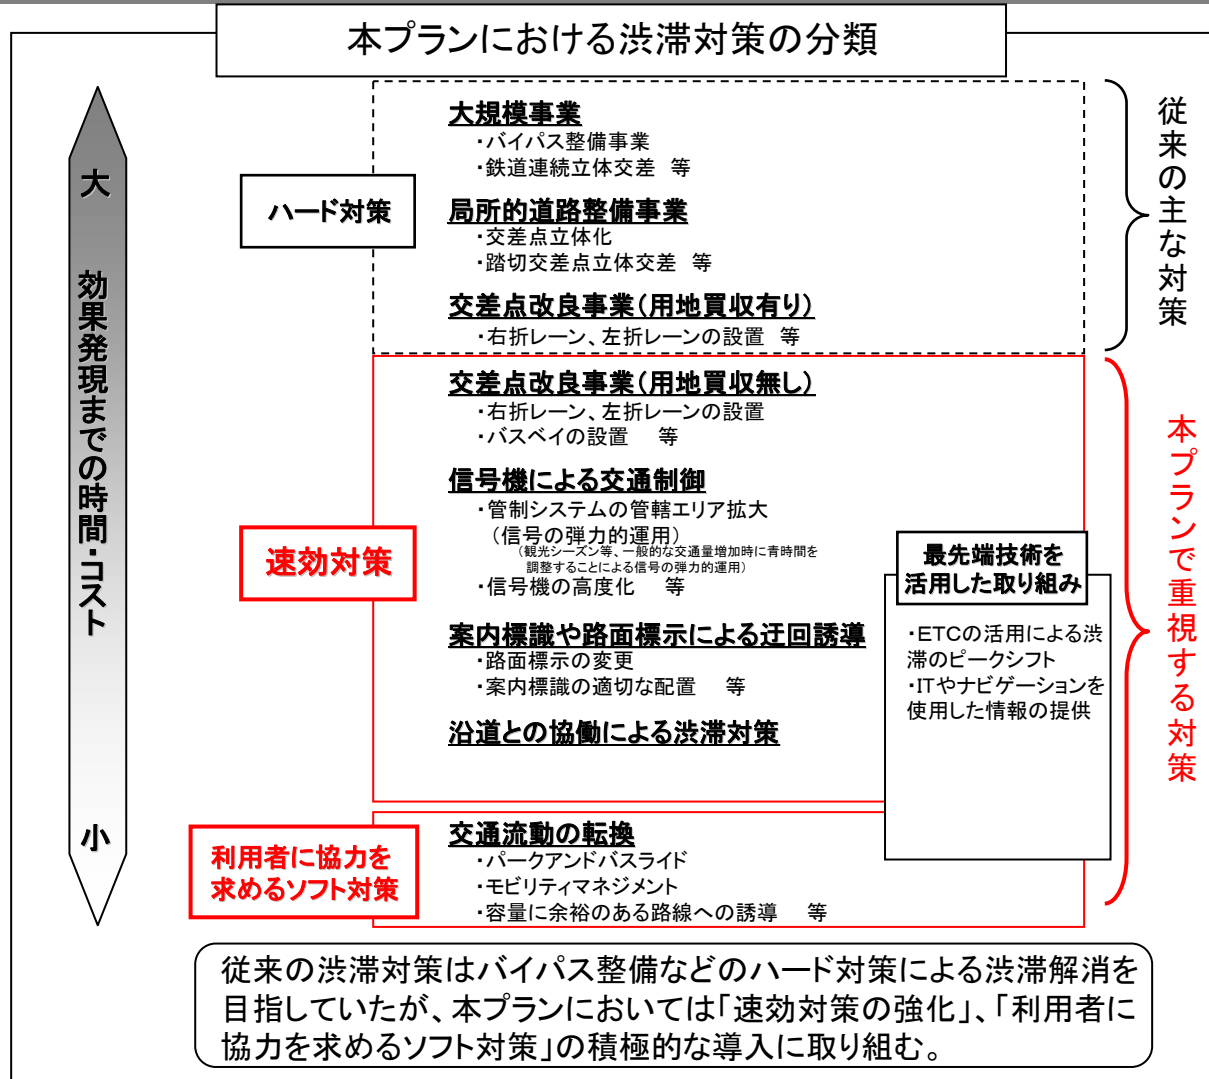 本プランにおける渋滞対策の分類
大
効果発現までの時間・コスト
小
ハード対策
大規模事業
・バイパス整備事業
・鉄道連続立体交差 等
局所的道路整備事業
・交差点立体化
・踏切交差点立体交差 等
交差点改良事業（用地買収有り）
・右折レーン、左折レーンの設置 等
従来の主な対策
速効対策
交差点改良事業（用地買収無し）
・右折レーン、左折レーンの設置
・バスベイの設置 等
信号機による交通制御
・管制システムの管轄エリア拡大
（信号の弾力的運用）
（観光シーズン等、一般的な交通量増加時に青時間を
調整することによる信号の弾力的運用）
・信号機の高度化 等
案内標識や路面標示による迂回誘導
・路面標示の変更
・案内標識の適切な配置 等
沿道との協働による渋滞対策
最先端技術を
活用した取り組み
・ETCの活用による渋
滞のピークシフト
・ITやナビゲーションを
使用した情報の提供
本プランで重視する対策
利用者に協力を
求めるソフト対策
交通流動の転換
・パークアンドバスライド
・モビリティマネジメント
・容量に余裕のある路線への誘導 等
従来の渋滞対策はバイパス整備などのハード対策による渋滞解消を
目指していたが、本プランにおいては「速効対策の強化」、「利用者に
協力を求めるソフト対策」の積極的な導入に取り組む。